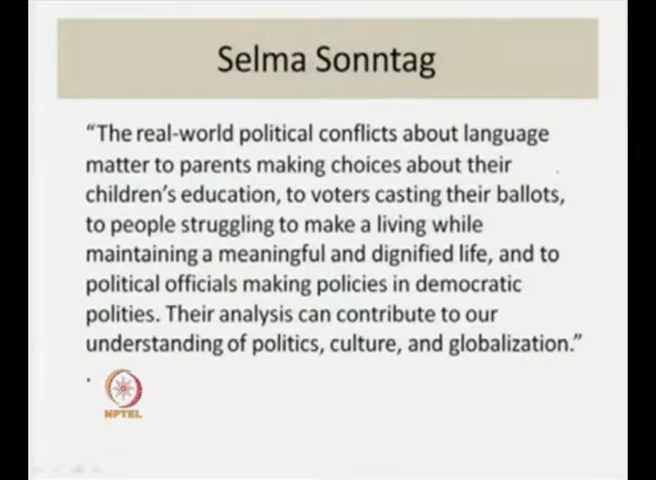 Selma Sonntag
“The real-world political conflicts about language
matter to parents making choices about their
children’s education, to voters casting their ballots,
to people struggling to make a living while
maintaining a meaningful and dignified life, and to
political officials making policies in democratic
polities. Their analysis can contribute to our
understanding of politics, culture, and globalization.”
.
NPTEL